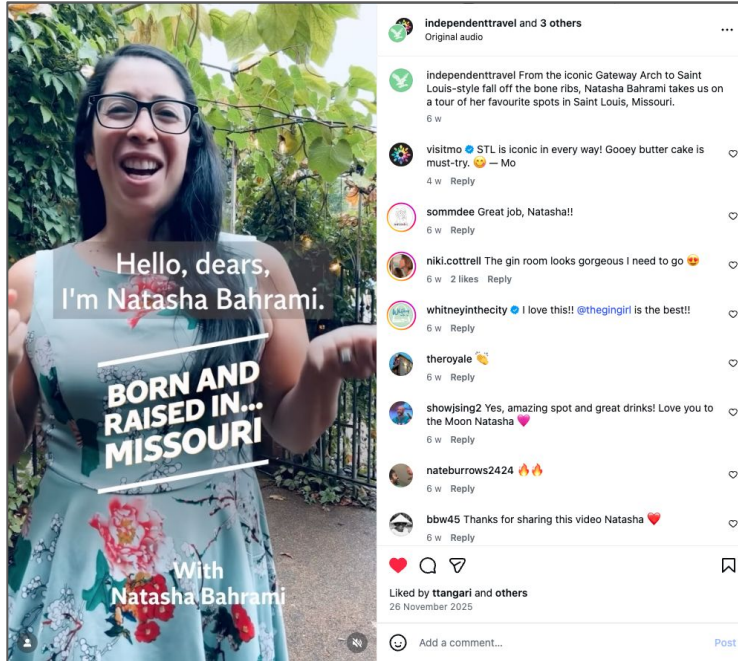 Hello, dears,
I'm Natasha Bahrami.
BORN AND
RAISED IN...
MISSOURI
With
Natasha Bahrami
independenttravel and 3 others
Original audio
independenttravel From the iconic Gateway Arch to Saint
Louis-style fall off the bone ribs, Natasha Bahrami takes us on
a tour of her favourite spots in Saint Louis, Missouri.
6 w
visitmo STL is iconic in every way! Gooey butter cake is
must-try. 😋 — Mo
4 w Reply
sommdee Great job, Natasha!!
6 w Reply
niki.cottrell The gin room looks gorgeous I need to go 😍
6 w 2 likes Reply
whitneyinthecity I love this!! @thegingirl is the best!!
6 w Reply
theroyale 👏
6 w Reply
showjsing2 Yes, amazing spot and great drinks! Love you to
the Moon Natasha 💜
6 w Reply
nateburrows2424 🔥🔥
6 w Reply
bbw45 Thanks for sharing this video Natasha ❤️
6 w Reply
Liked by ttangari and others
26 November 2025
Add a comment...
Post